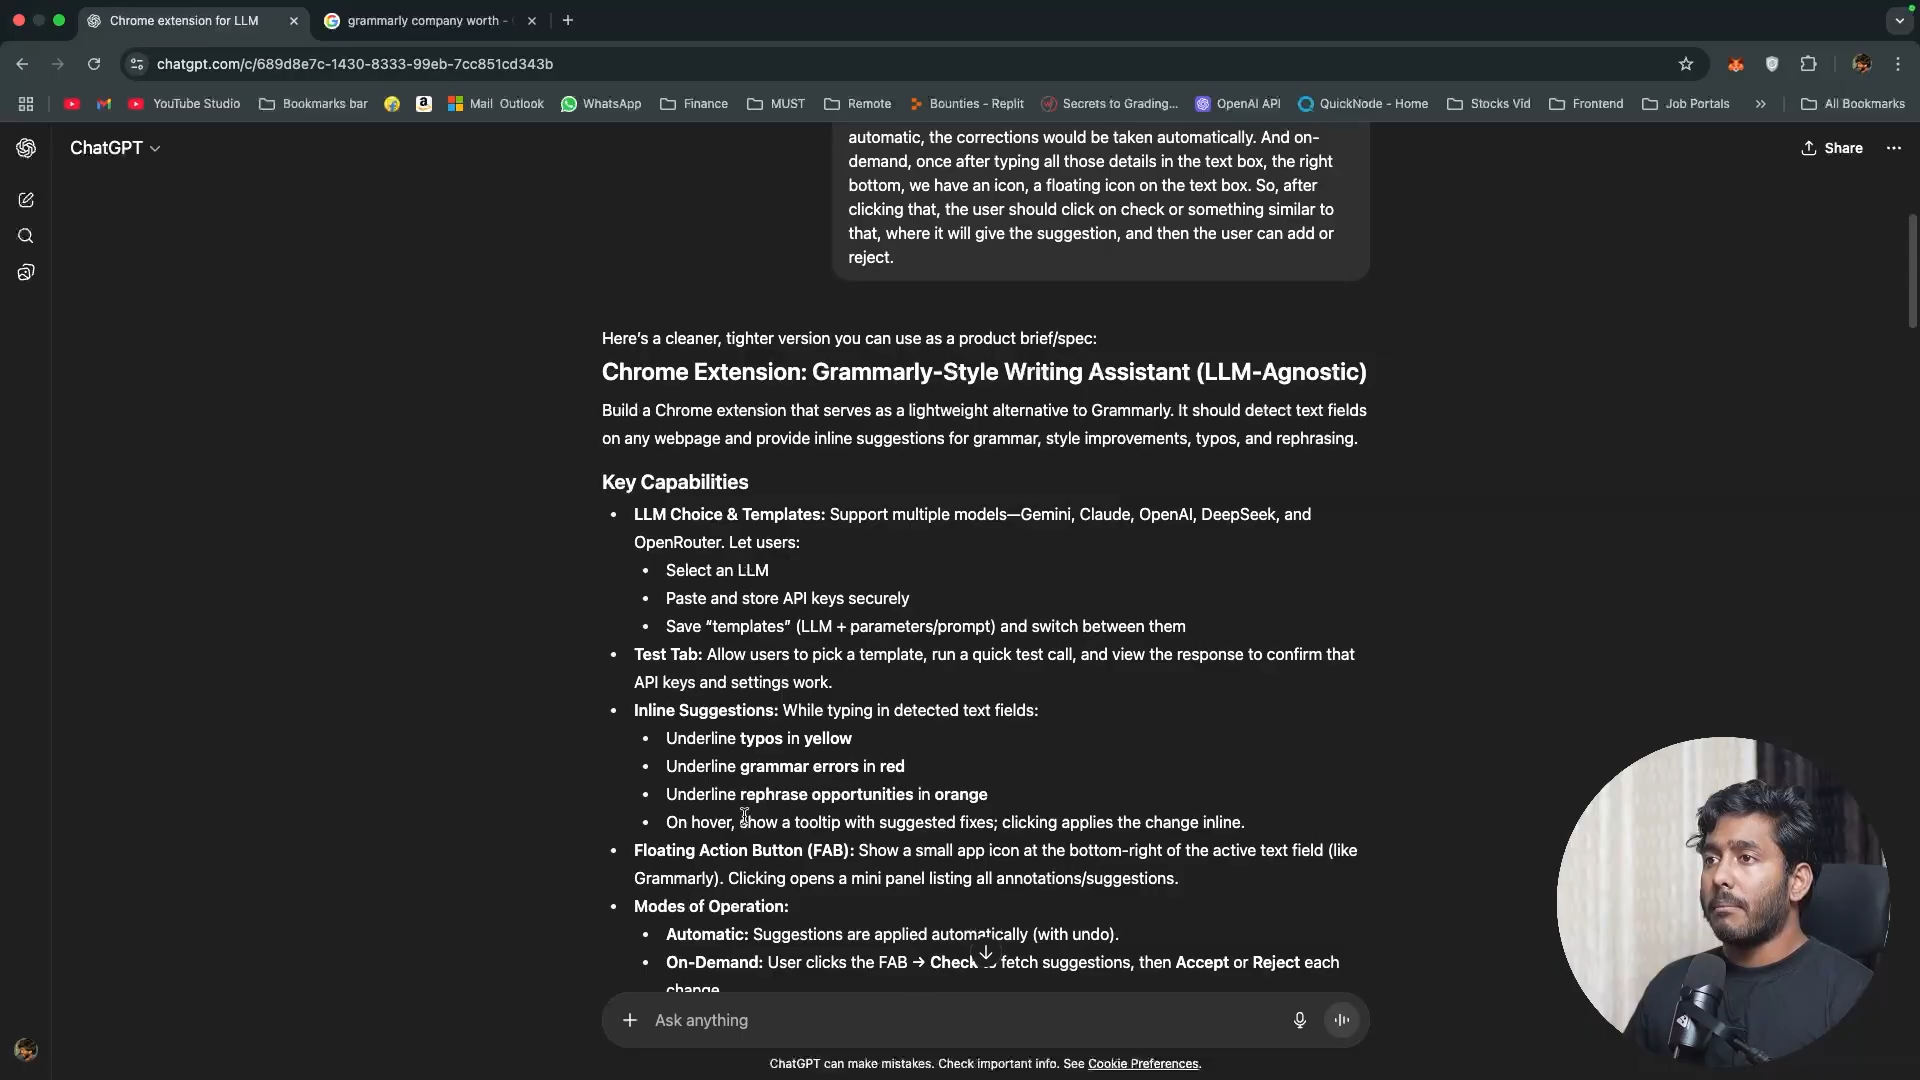 Chrome extension for LLM
grammarly company worth -
chatgpt.com/c/689d8e7c-1430-8333-99eb-7cc851cd343b
YouTube Studio
Bookmarks bar
Mail Outlook
WhatsApp
Finance
MUST
Remote
Bounties - Replit
Secrets to Grading...
OpenAI API
QuickNode - Home
Stocks Vid
Frontend
Job Portals
All Bookmarks
ChatGPT
Share
automatic, the corrections would be taken automatically. And on-
demand, once after typing all those details in the text box, the right
bottom, we have an icon, a floating icon on the text box. So, after
clicking that, the user should click on check or something similar to
that, where it will give the suggestion, and then the user can add or
reject.
Here's a cleaner, tighter version you can use as a product brief/spec:
Chrome Extension: Grammarly-Style Writing Assistant (LLM-Agnostic)
Build a Chrome extension that serves as a lightweight alternative to Grammarly. It should detect text fields
on any webpage and provide inline suggestions for grammar, style improvements, typos, and rephrasing.
Key Capabilities
• LLM Choice & Templates: Support multiple models—Gemini, Claude, OpenAI, DeepSeek, and
OpenRouter. Let users:
• Select an LLM
• Paste and store API keys securely
• Save “templates” (LLM + parameters/prompt) and switch between them
• Test Tab: Allow users to pick a template, run a quick test call, and view the response to confirm that
API keys and settings work.
• Inline Suggestions: While typing in detected text fields:
• Underline typos in yellow
• Underline grammar errors in red
• Underline rephrase opportunities in orange
• On hover, show a tooltip with suggested fixes; clicking applies the change inline.
• Floating Action Button (FAB): Show a small app icon at the bottom-right of the active text field (like
Grammarly). Clicking opens a mini panel listing all annotations/suggestions.
• Modes of Operation:
• Automatic: Suggestions are applied automatically (with undo).
• On-Demand: User clicks the FAB → Check fetch suggestions, then Accept or Reject each
change
Ask anything
ChatGPT can make mistakes. Check important info. See Cookie Preferences.